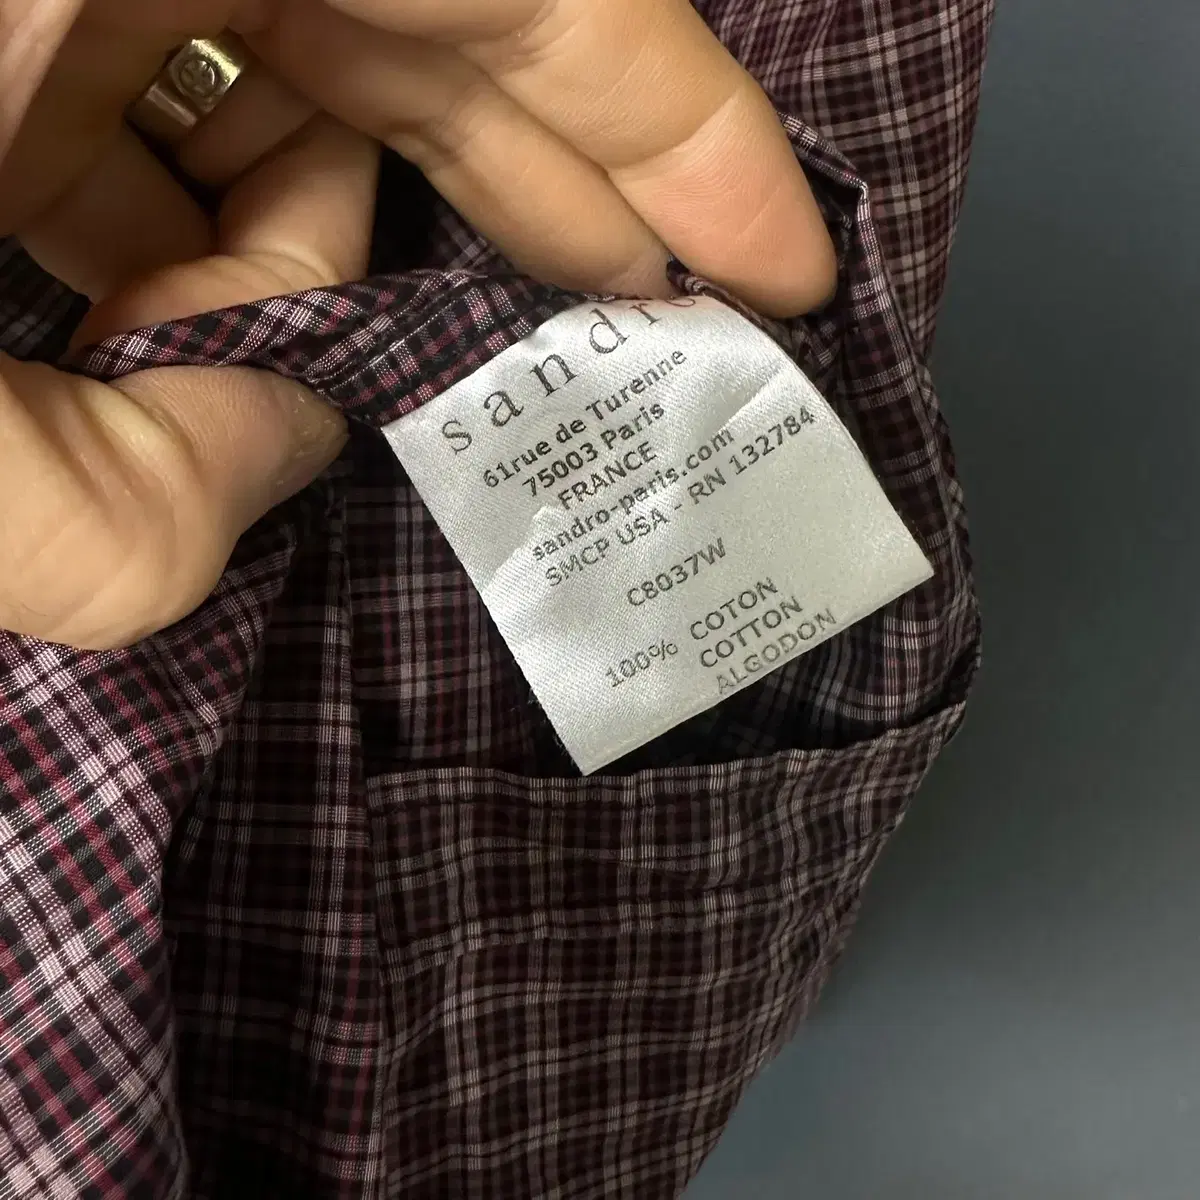 sandro
61rue de Turenne
75003 Paris
FRANCE
sandro-paris.com
SMCP USA - RN 132784
C8037W
100% COTON
COTTON
ALGODON